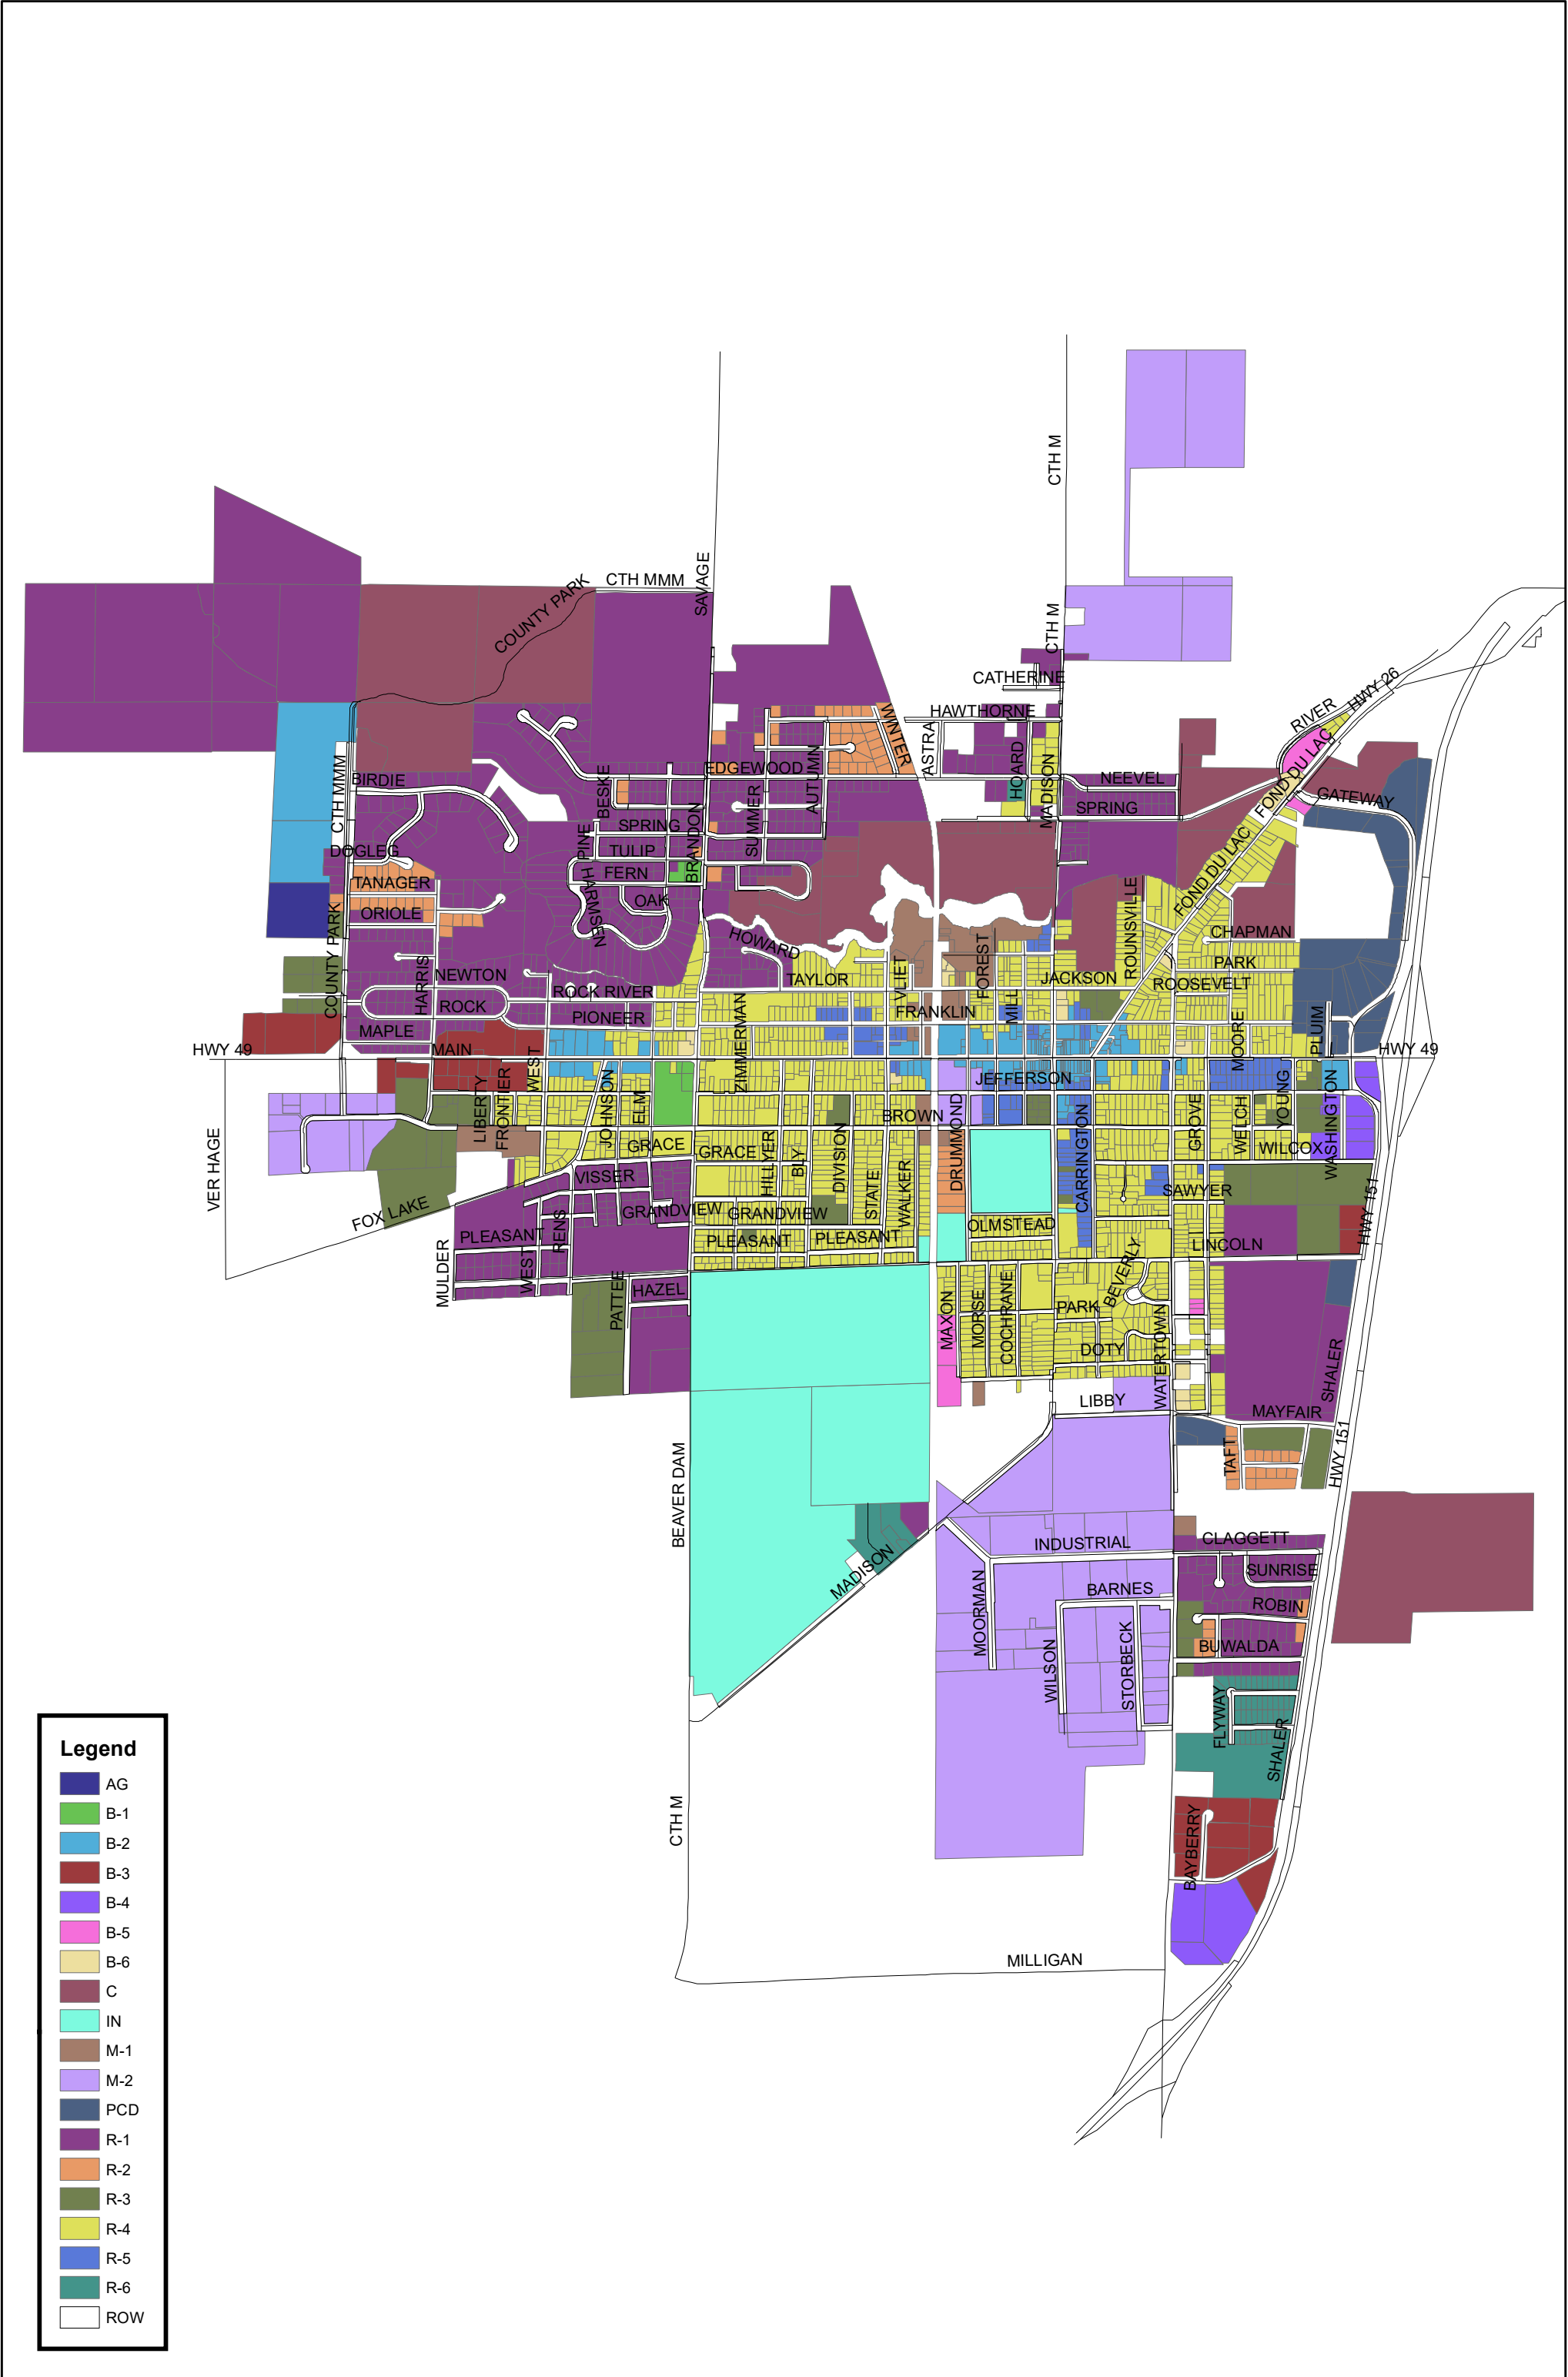 CTH M
SAVAGE
CTH MMM
COUNTY PARK
CTH M
CATHERINE
HAWTHORNE
RIVER
HWY 26
FOND DU LAC
WINTER
ASTRA
HOARD
MADISON
NEEVEL
SPRING
GATEWAY
CTH MMM
BIRDIE
BESKE
EDGEWOOD
AUTUMN
SUMMER
BRANDON
SPRING
PINE
TULIP
FERN
OAK
HARMSEN
DOGLEG
TANAGER
ORIOLE
COUNTY PARK
HARRIS
NEWTON
ROCK
MAPLE
ROCK RIVER
PIONEER
HOWARD
TAYLOR
VLIET
FOREST
MILL
JACKSON
ROUNSVILLE
FOND DU LAC
CHAPMAN
PARK
ROOSEVELT
FRANKLIN
ZIMMERMAN
MOORE
PLUIM
HWY 49
MAIN
HWY 49
WEST
JEFFERSON
LIBERTY
FRONTIER
JOHNSON
ELM
BROWN
DRUMMOND
CARRINGTON
GROVE
WELCH
YOUNG
WASHINGTON
WILCOX
GRACE
GRACE
HILLYER
BLY
DIVISION
STATE
WALKER
VISSER
SAWYER
VER HAGE
FOX LAKE
GRANDVIEW
GRANDVIEW
OLMSTEAD
HWY 151
PLEASANT
PLEASANT
PLEASANT
RENS
WEST
MULDER
LINCOLN
PATTEE
HAZEL
MAXON
MORSE
COCHRANE
PARK
BEVERLY
DOTY
WATERTOWN
SHALER
LIBBY
MAYFAIR
TAFT
HWY 151
BEAVER DAM
MADISON
INDUSTRIAL
CLAGGETT
SUNRISE
MOORMAN
BARNES
ROBIN
BUWALDA
WILSON
STORBECK
FLYWAY
SHALER
BAYBERRY
CTH M
MILLIGAN
Legend
AG
B-1
B-2
B-3
B-4
B-5
B-6
C
IN
M-1
M-2
PCD
R-1
R-2
R-3
R-4
R-5
R-6
ROW